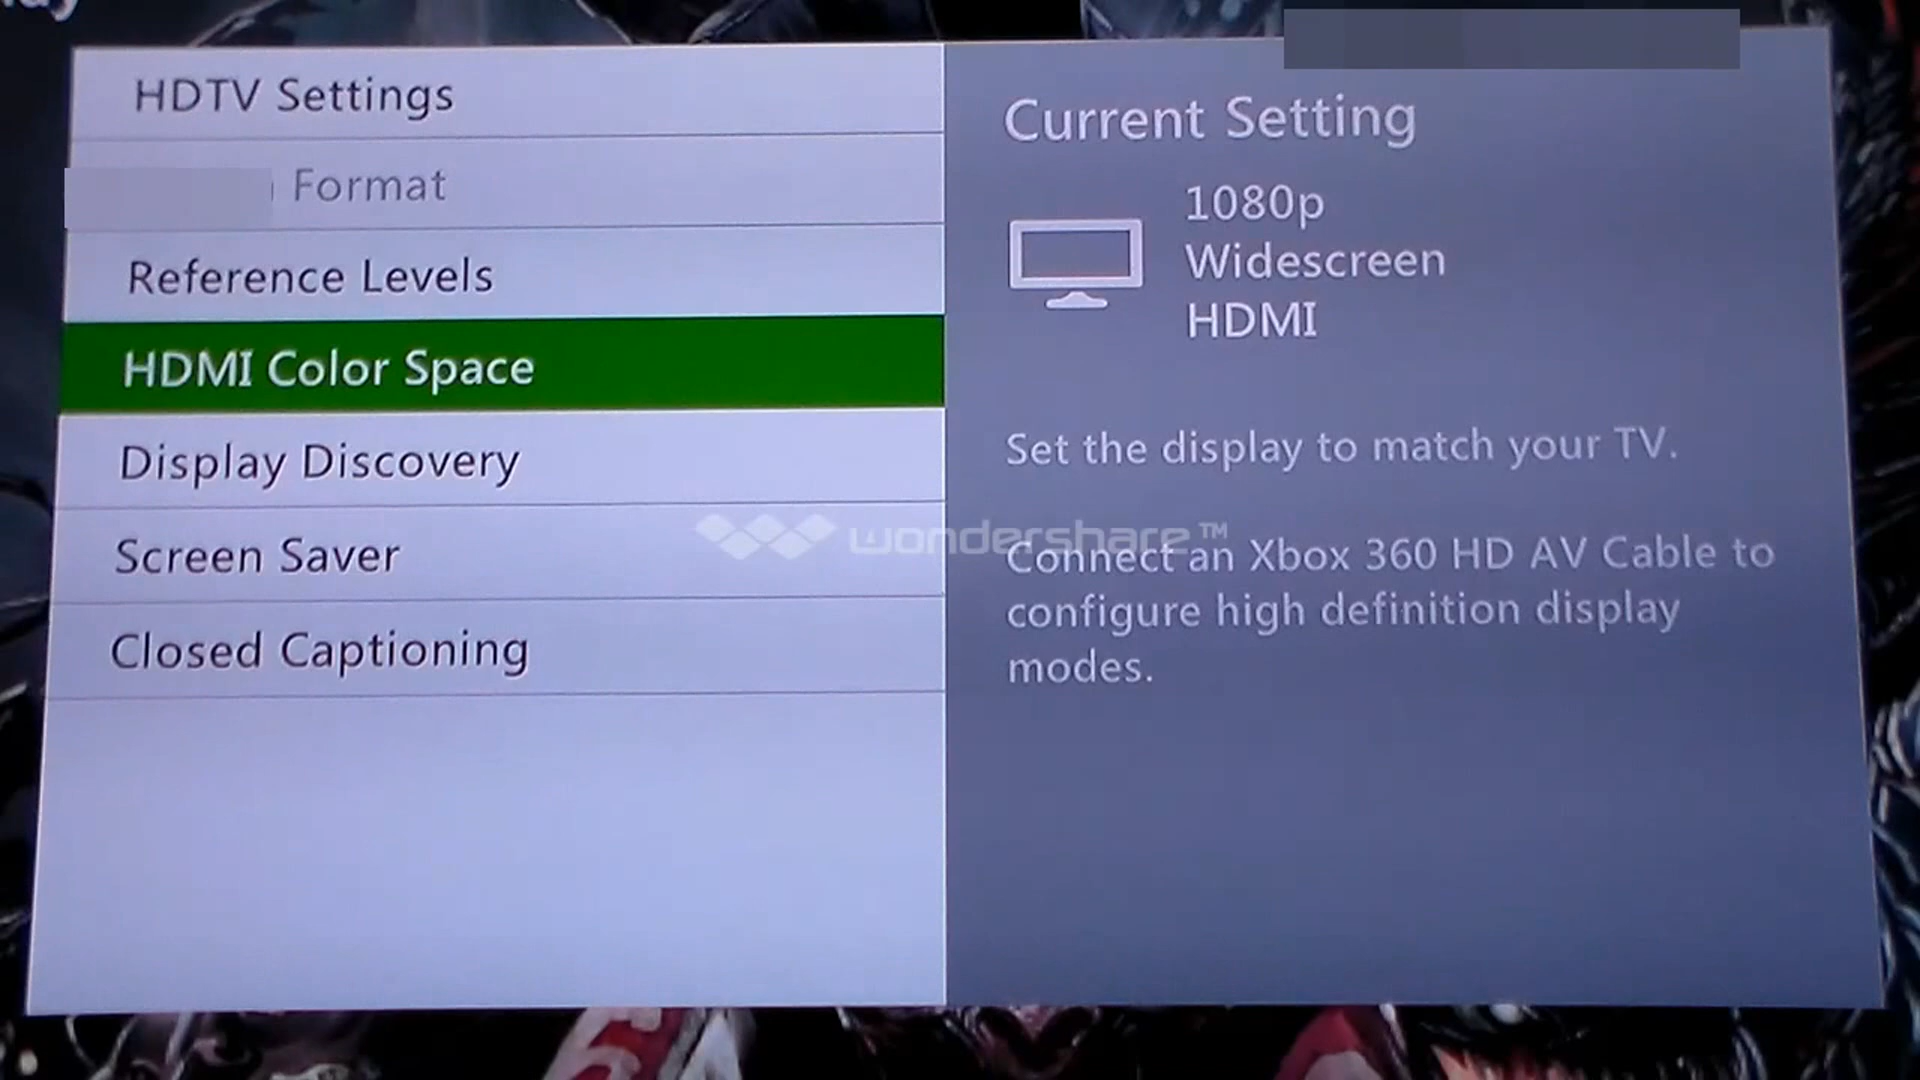 HDTV Settings
Format
Reference Levels
HDMI Color Space
Display Discovery
Screen Saver
Closed Captioning
Current Setting
1080p
Widescreen
HDMI
Set the display to match your TV.
wondershare™
Connect an Xbox 360 HD AV Cable to
configure high definition display
modes.